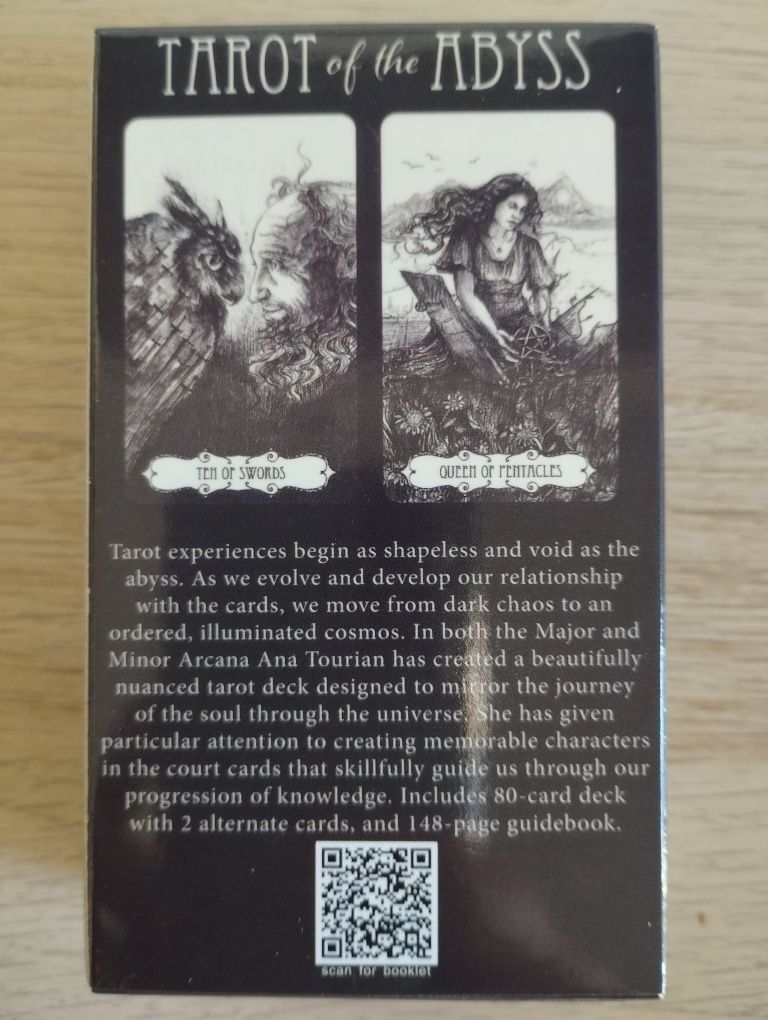 TAROT of the ABYSS
TEN OF SWORDS
QUEEN OF PENTACLES
Tarot experiences begin as shapeless and void as the
abyss. As we evolve and develop our relationship
with the cards, we move from dark chaos to an
ordered, illuminated cosmos. In both the Major and
Minor Arcana Ana Tourian has created a beautifully
nuanced tarot deck designed to mirror the journey
of the soul through the universe. She has given
particular attention to creating memorable characters
in the court cards that skillfully guide us through our
progression of knowledge. Includes 80-card deck
with 2 alternate cards, and 148-page guidebook.
scan for booklet